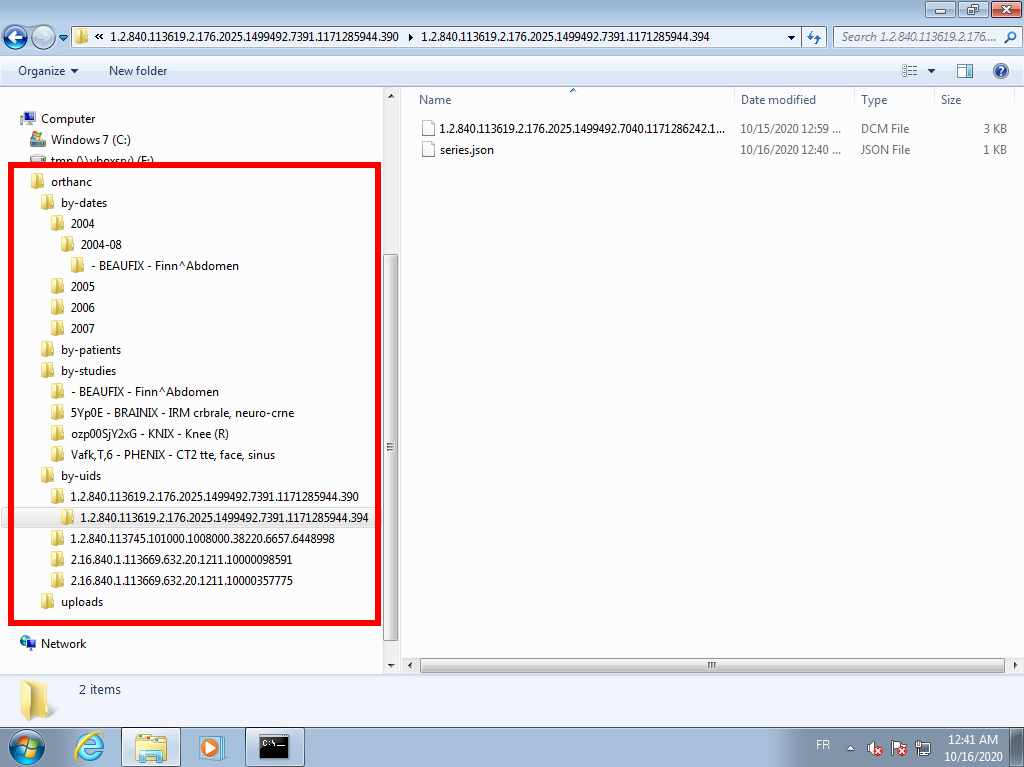 « 1.2.840.113619.2.176.2025.1499492.7391.1171285944.390 ▸ 1.2.840.113619.2.176.2025.1499492.7391.1171285944.394
Search 1.2.840.113619.2.176....
Organize
New folder
Computer
Windows 7 (C:)
tmp (\\vboxsrv) (E:)
orthanc
by-dates
2004
2004-08
- BEAUFIX - Finn^Abdomen
2005
2006
2007
by-patients
by-studies
- BEAUFIX - Finn^Abdomen
5Yp0E - BRAINIX - IRM crbrale, neuro-crne
ozp00SjY2xG - KNIX - Knee (R)
Vafk,T,6 - PHENIX - CT2 tte, face, sinus
by-uids
1.2.840.113619.2.176.2025.1499492.7391.1171285944.390
1.2.840.113619.2.176.2025.1499492.7391.1171285944.394
1.2.840.113745.101000.1008000.38220.6657.6448998
2.16.840.1.113669.632.20.1211.10000098591
2.16.840.1.113669.632.20.1211.10000357775
uploads
Network
Name Date modified Type Size
1.2.840.113619.2.176.2025.1499492.7040.1171286242.1... 10/15/2020 12:59 ... DCM File 3 KB
series.json 10/16/2020 12:40 ... JSON File 1 KB
2 items
C:\_
FR
12:41 AM
10/16/2020